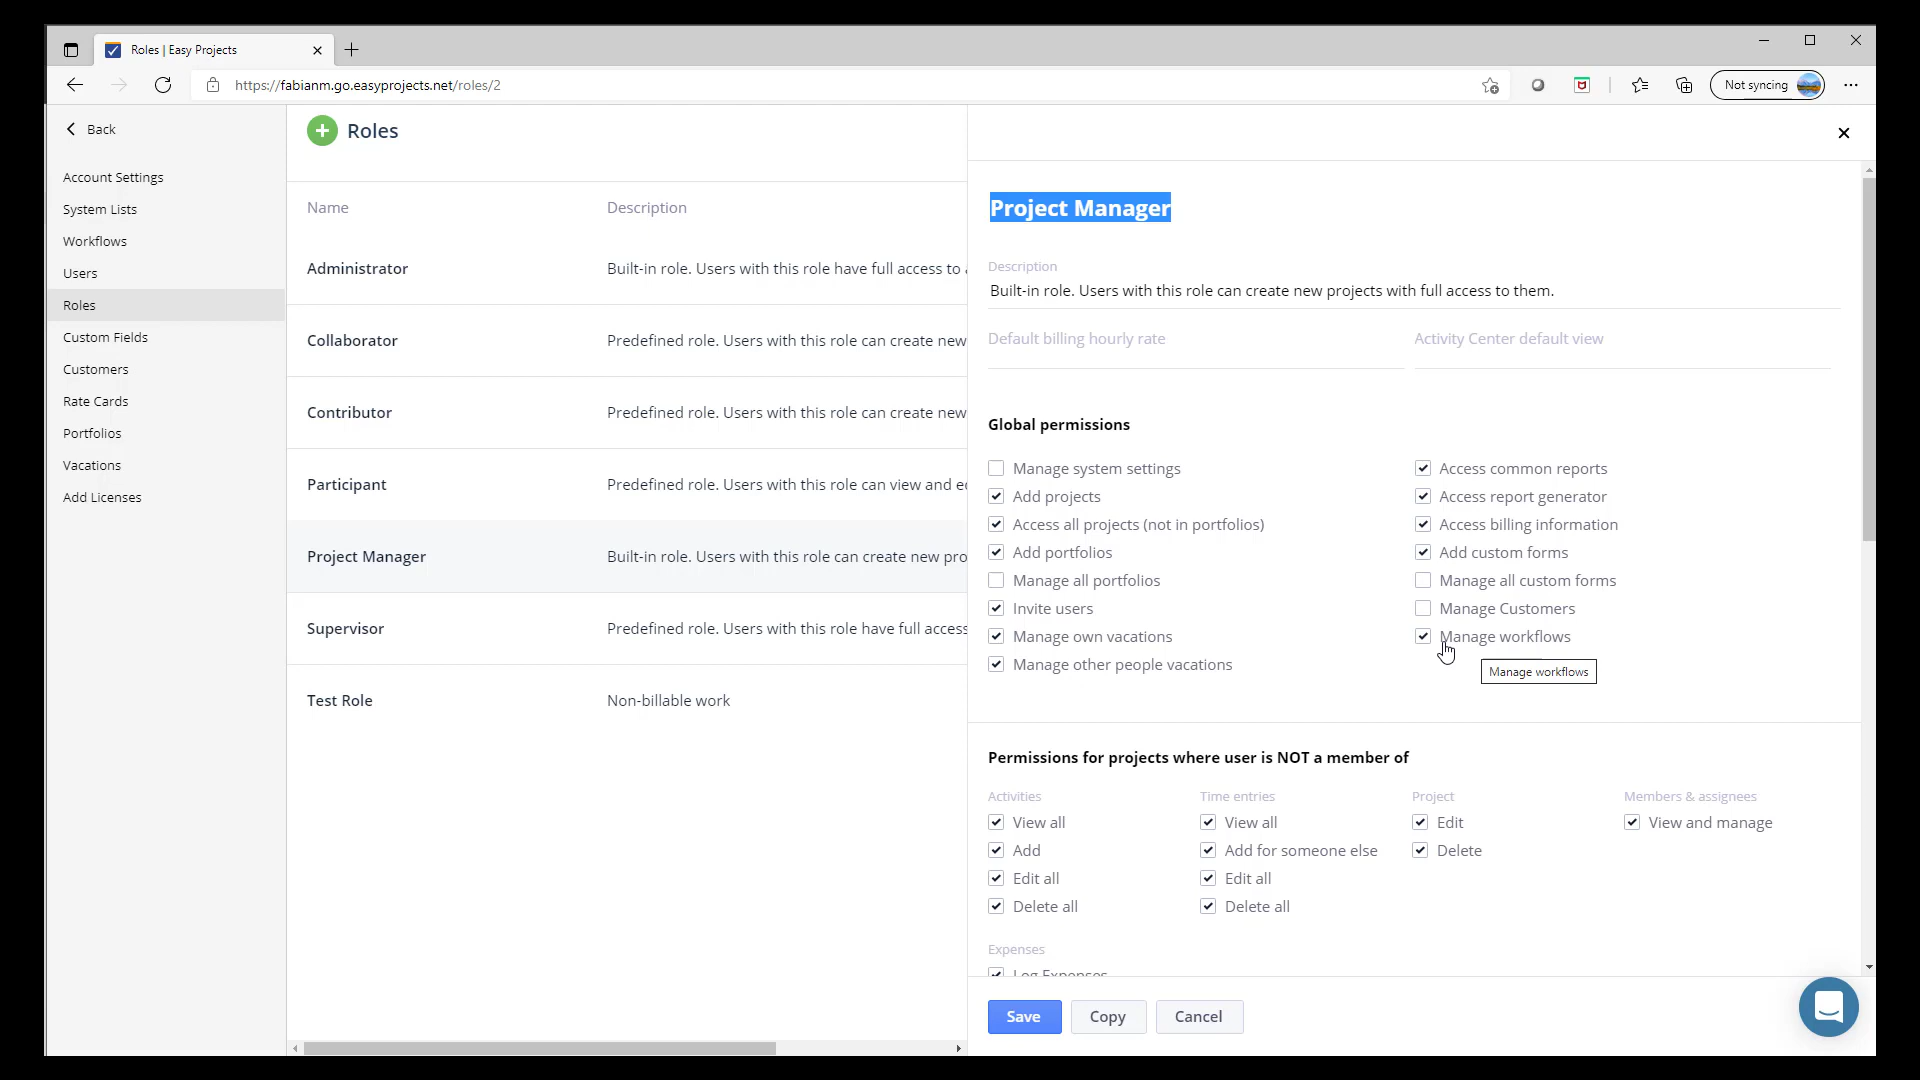 Roles | Easy Projects
https://fabianm.go.easyprojects.net/roles/2
Not syncing
Back
Account Settings
System Lists
Workflows
Users
Roles
Custom Fields
Customers
Rate Cards
Portfolios
Vacations
Add Licenses
Roles
Name Description
Administrator Built-in role. Users with this role have full access to
Collaborator Predefined role. Users with this role can create new
Contributor Predefined role. Users with this role can create new
Participant Predefined role. Users with this role can view and
Project Manager Built-in role. Users with this role can create new pro
Supervisor Predefined role. Users with this role have full access
Test Role Non-billable work
Project Manager
Description
Built-in role. Users with this role can create new projects with full access to them.
Default billing hourly rate Activity Center default view
Global permissions
Manage system settings Access common reports
Add projects Access report generator
Access all projects (not in portfolios) Access billing information
Add portfolios Add custom forms
Manage all portfolios Manage all custom forms
Invite users Manage Customers
Manage own vacations Manage workflows
Manage other people vacations
Manage workflows
Permissions for projects where user is NOT a member of
Activities Time entries Project Members & assignees
View all View all Edit View and manage
Add Add for someone else Delete
Edit all Edit all
Delete all Delete all
Expenses
Log Expenses
Save Copy Cancel